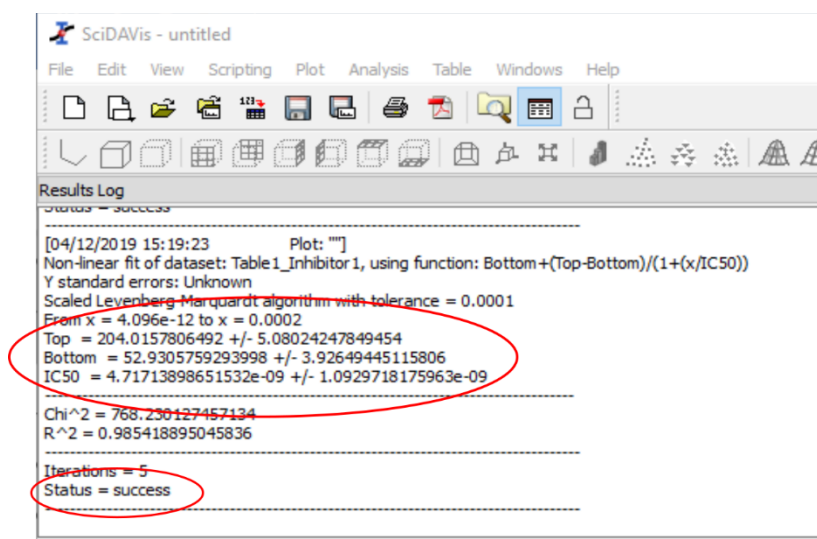 SciDAVis - untitled
File Edit View Scripting Plot Analysis Table Windows Help
123
Results Log
Status = success
[04/12/2019 15:19:23 Plot: ""]
Non-linear fit of dataset: Table1_Inhibitor1, using function: Bottom+(Top-Bottom)/(1+(x/IC50))
Y standard errors: Unknown
Scaled Levenberg-Marquardt algorithm with tolerance = 0.0001
From x = 4.096e-12 to x = 0.0002
Top = 204.0157806492 +/- 5.08024247849454
Bottom = 52.9305759293998 +/- 3.92649445115806
IC50 = 4.71713898651532e-09 +/- 1.0929718175963e-09
Chi^2 = 768.230127457134
R^2 = 0.985418895045836
Iterations = 5
Status = success